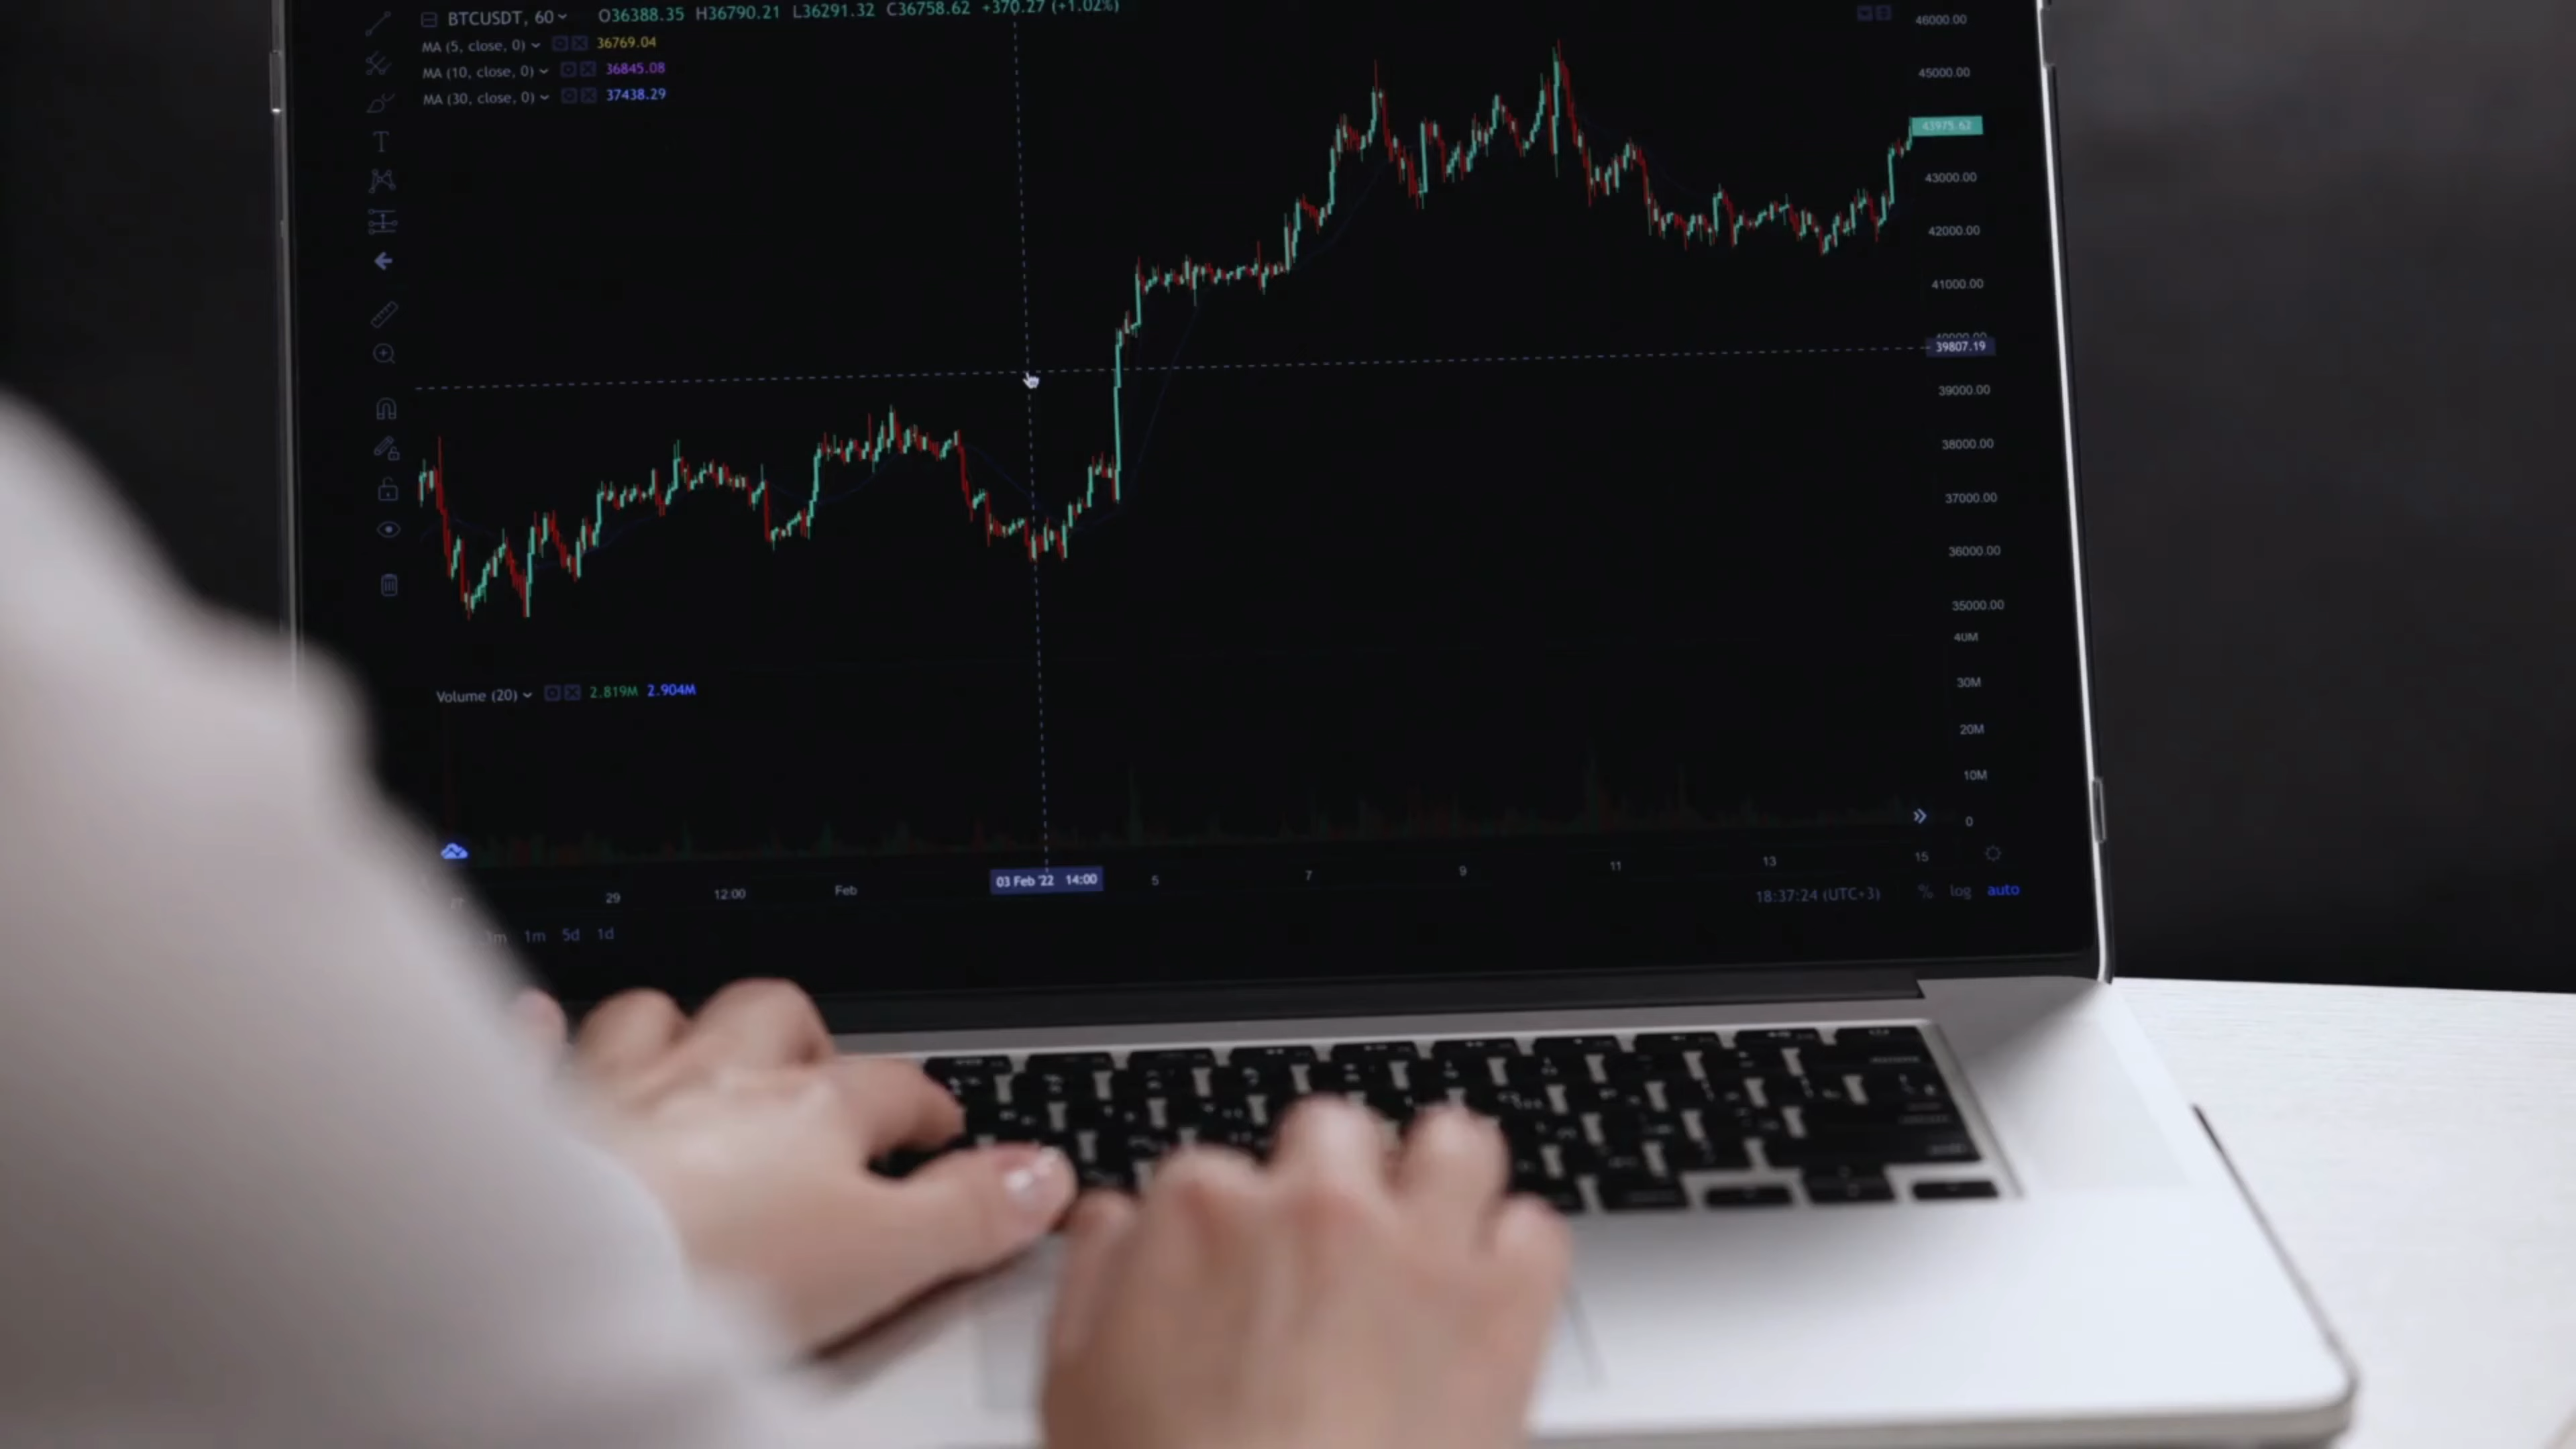 BTCUSDT, 60 O36388.35 H36790.21 L36291.32 C36758.62 +370.27 (+1.02%)
MA (5, close, 0) 36769.04
MA (10, close, 0) 36845.08
MA (30, close, 0) 37438.29
T
46000.00
45000.00
43975.62
43000.00
42000.00
41000.00
40000.00
39807.19
39000.00
38000.00
37000.00
36000.00
35000.00
Volume (20) 2.819M 2.904M
40M
30M
20M
10M
0
29 12:00 Feb 03 Feb '22 14:00 5 7 9 11 13 15
18:37:24 (UTC+3) % log auto
1m 5d 1d